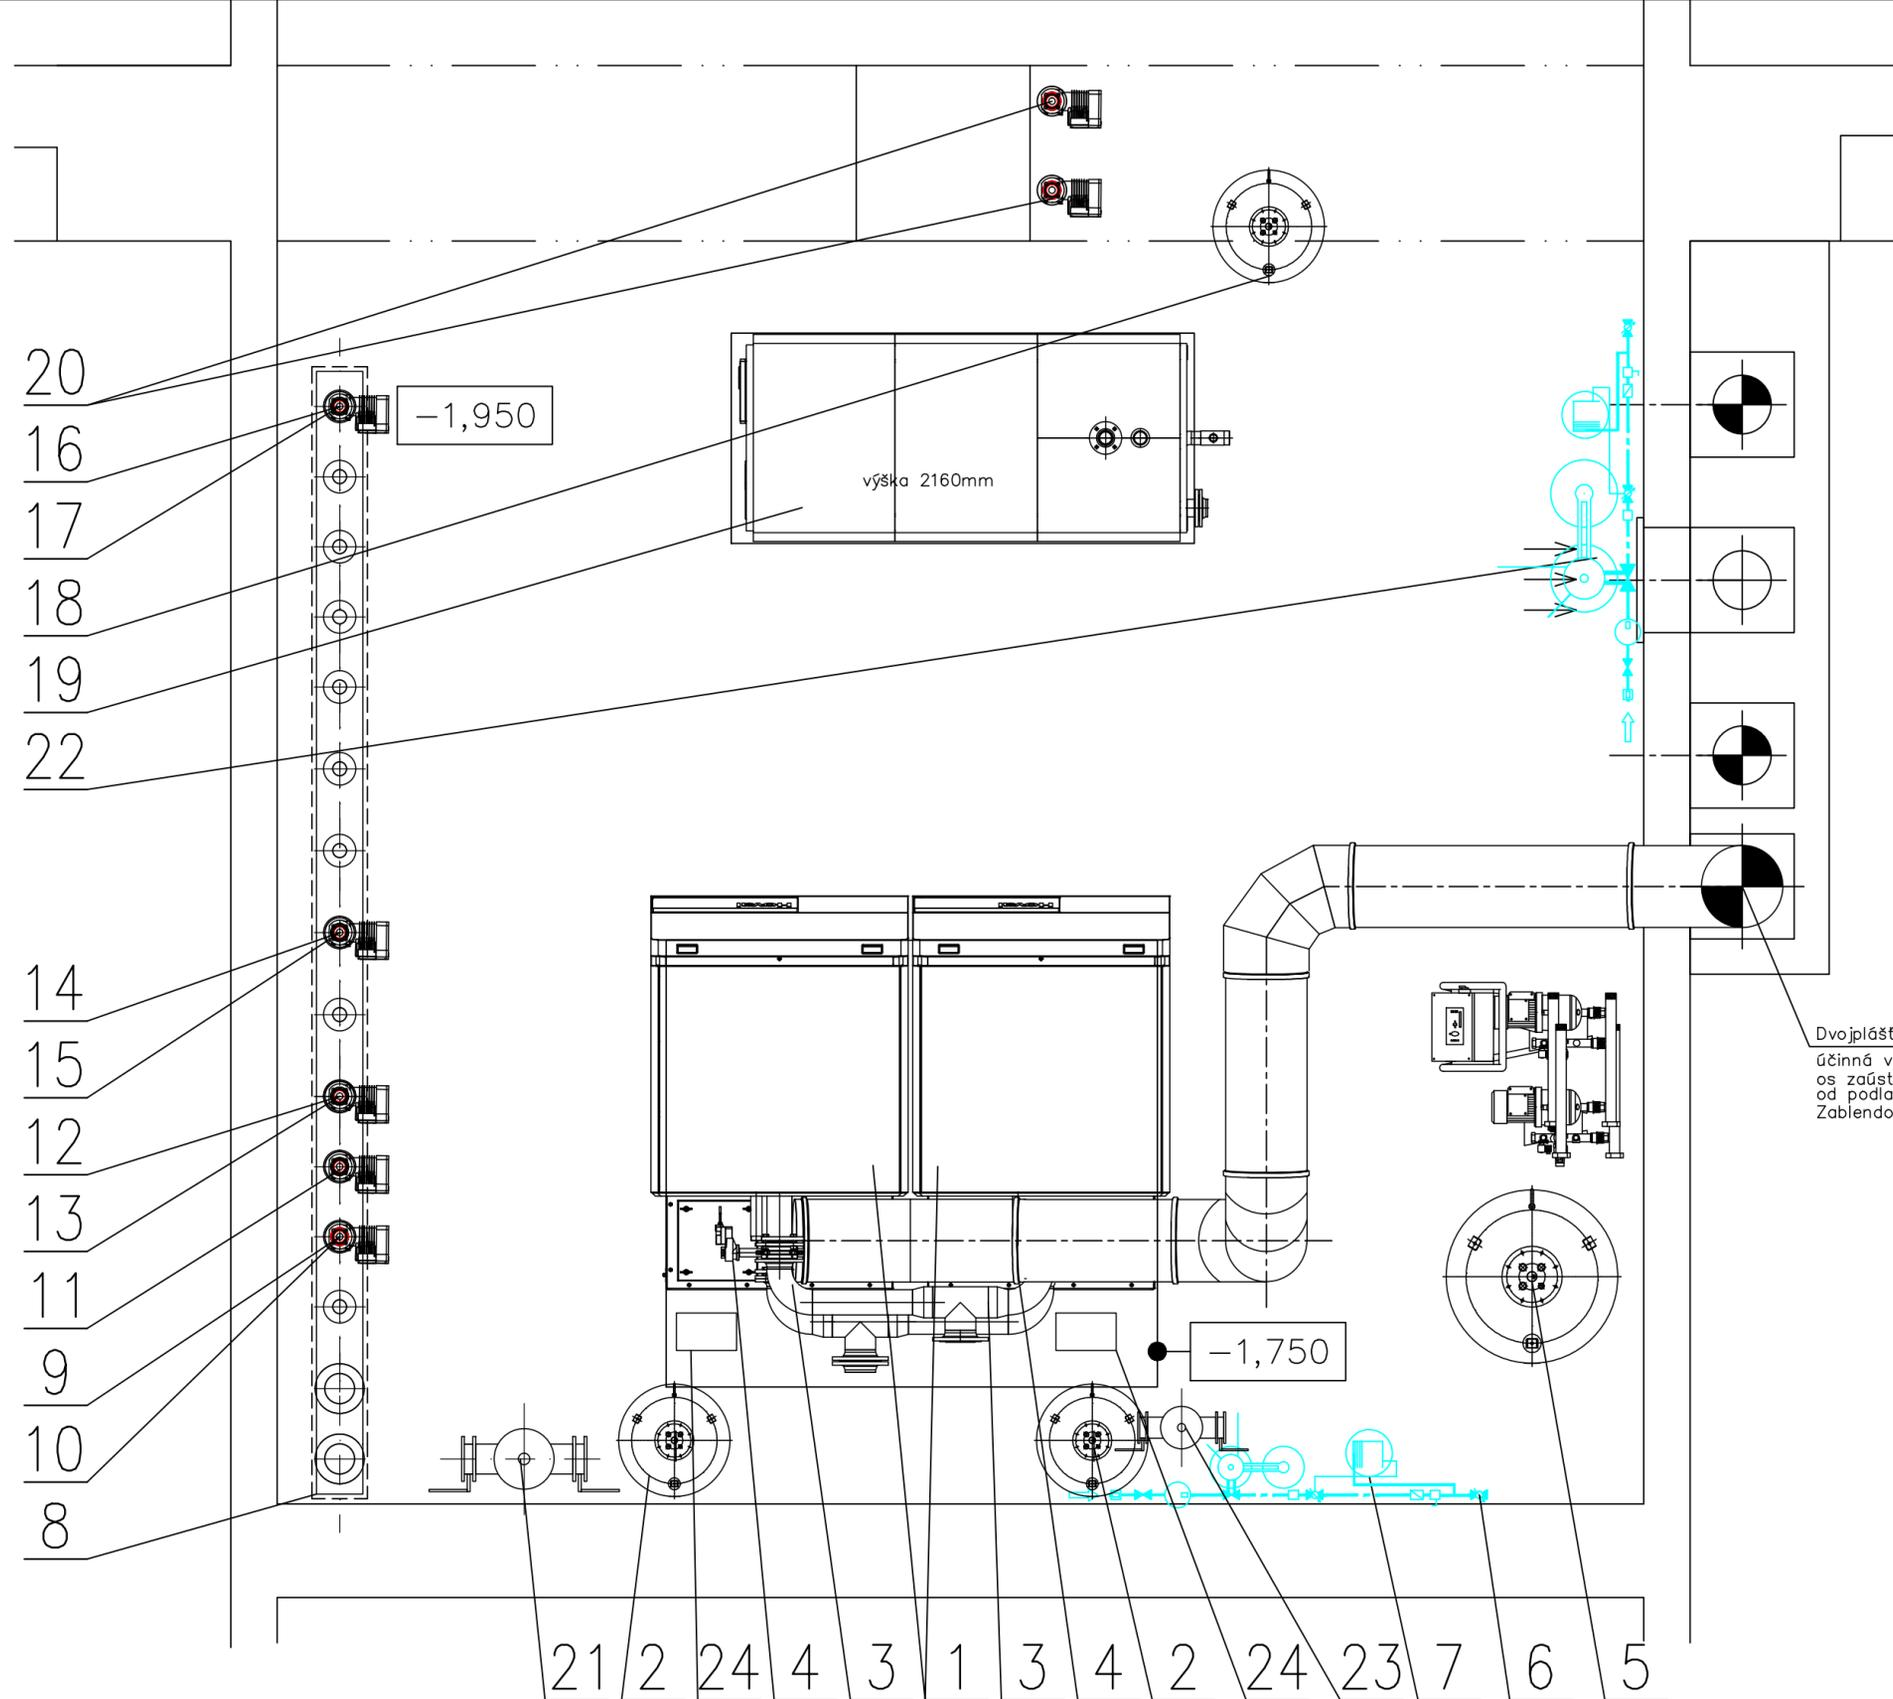 20
16
−1,950
17
výška 2160mm
18
19
22
14
15
Dvojplášť
účinná v
os zaúst
od podla
Zablendo
12
13
11
9
−1,750
10
8
21 2 24 4 3 1 3 4 2 24 23 7 6 5